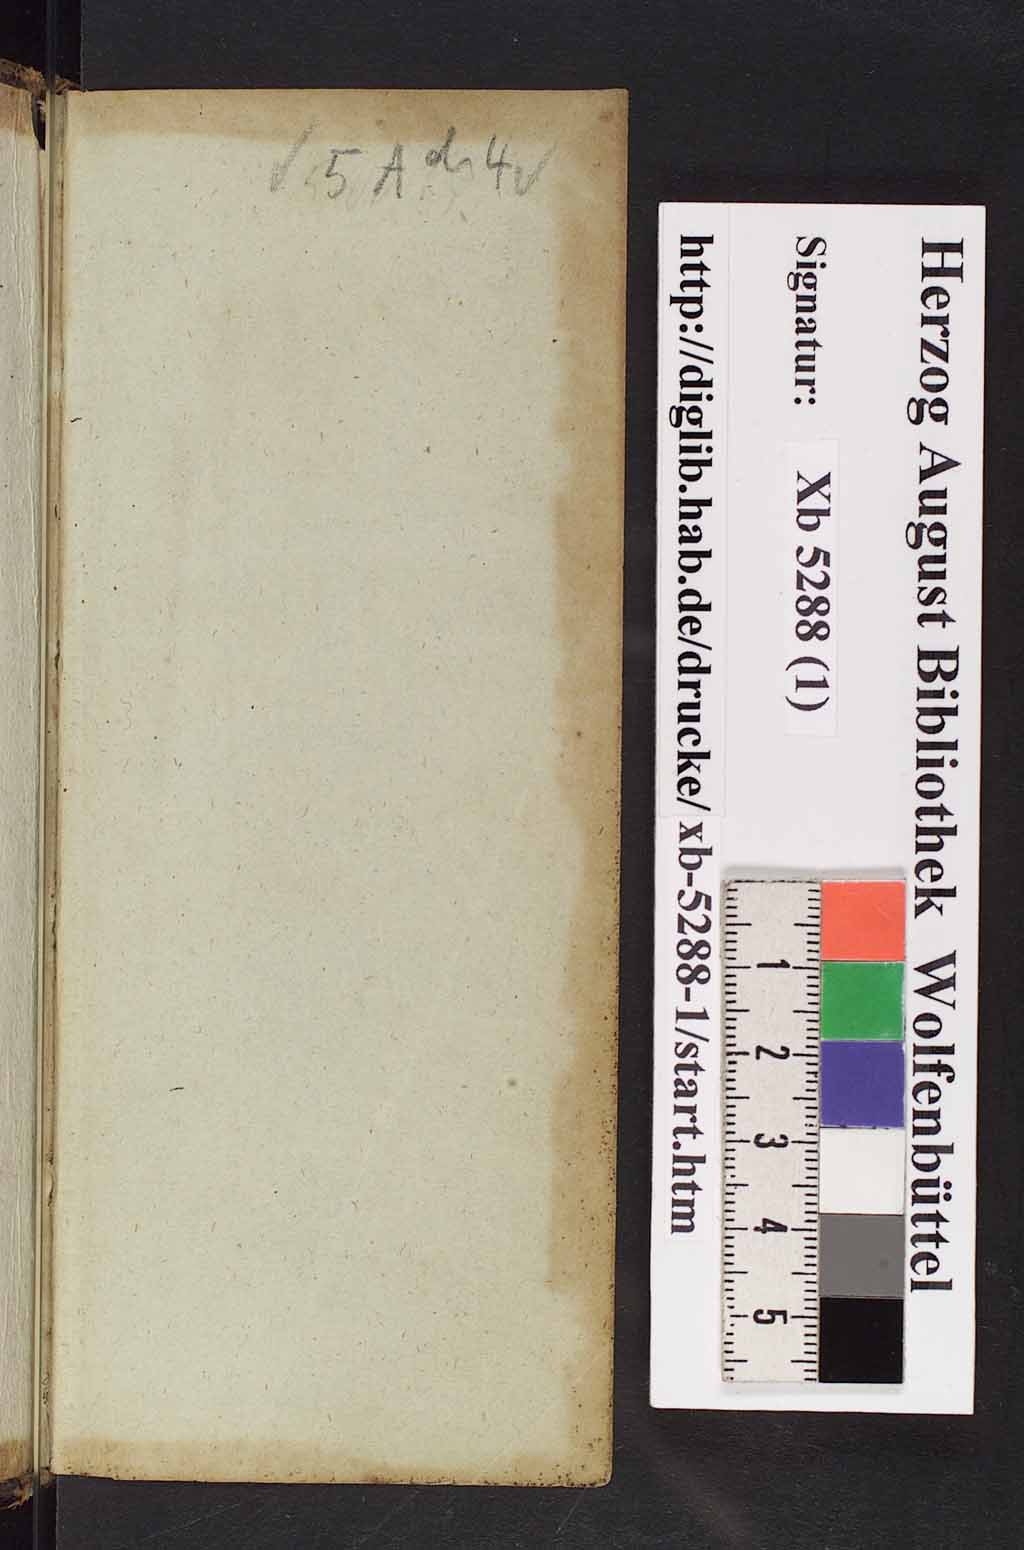 5 A 4
Herzog August Bibliothek Wolfenbüttel
Signatur: Xb 5288 (1)
http://diglib.hab.de/drucke/xb-5288-1/start.htm
1 2 3 4 5